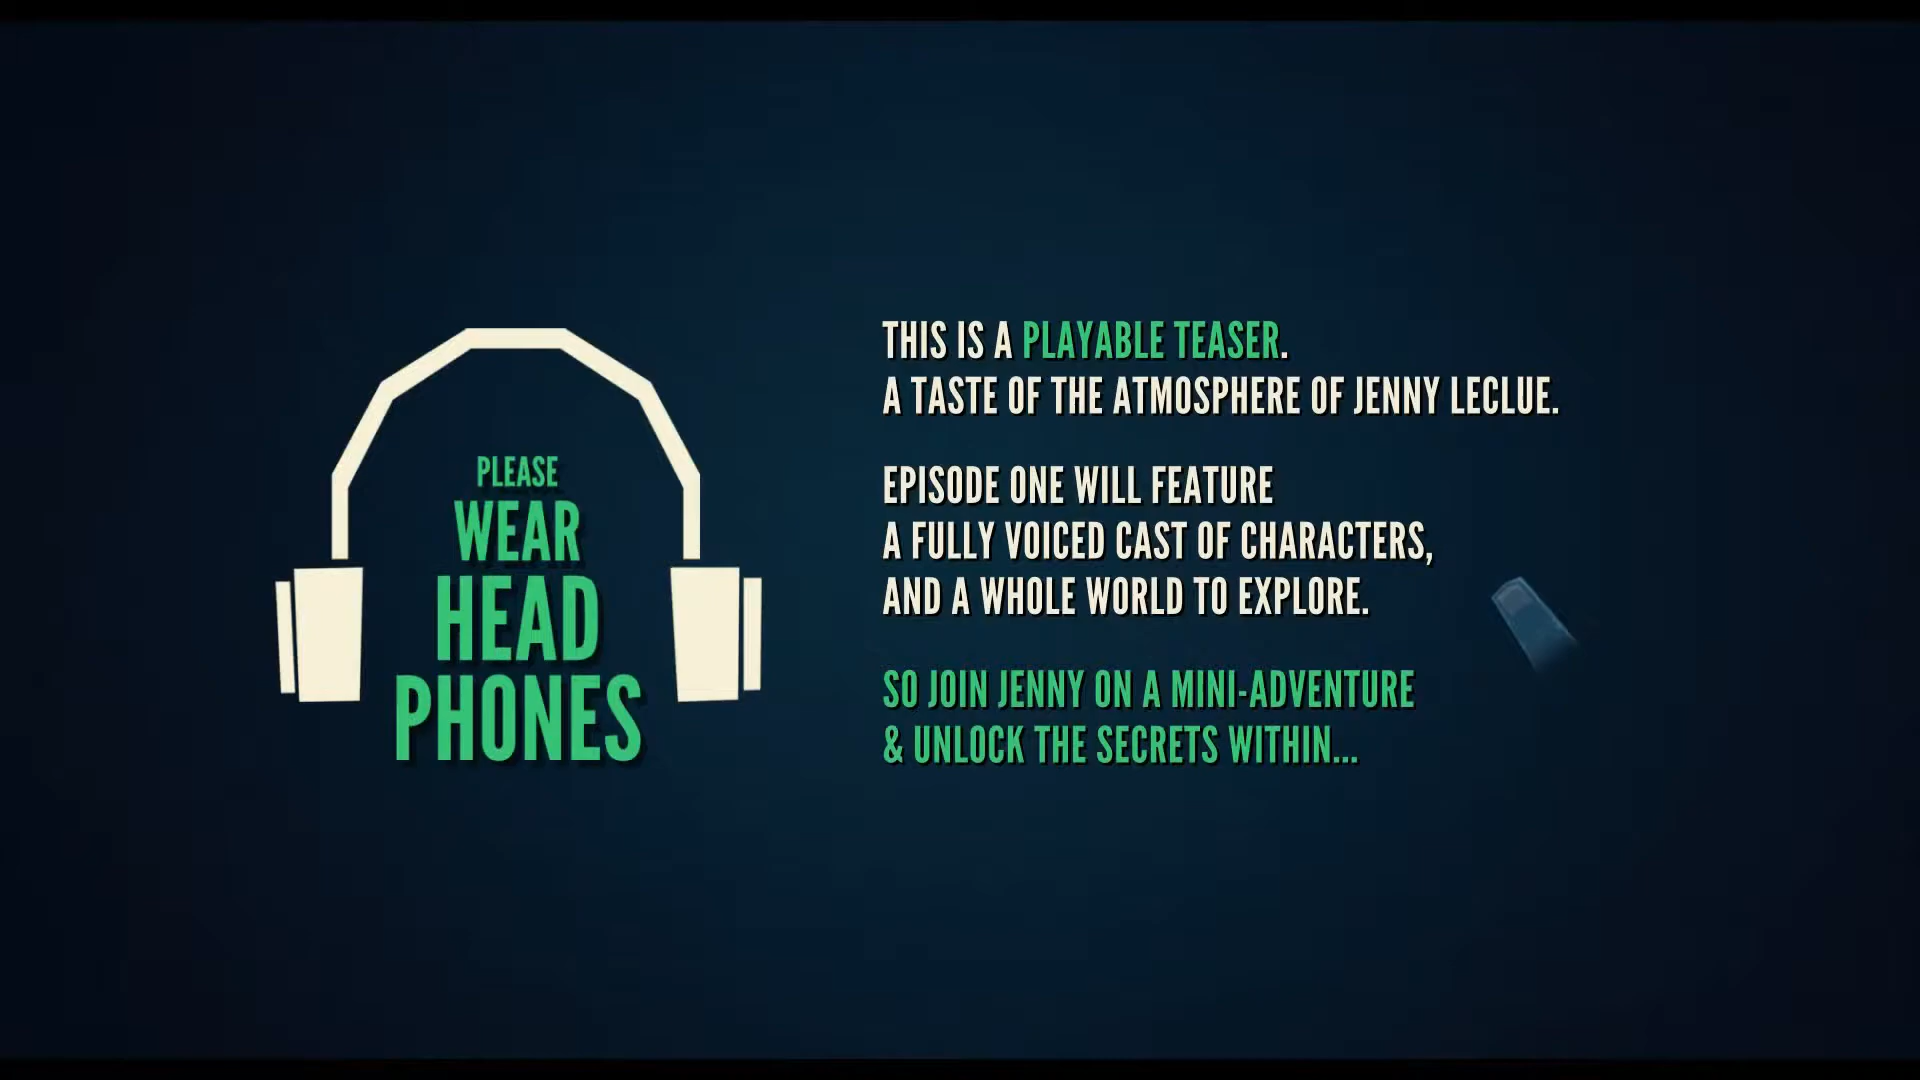 PLEASE
WEAR
HEAD
PHONES
THIS IS A PLAYABLE TEASER.
A TASTE OF THE ATMOSPHERE OF JENNY LECLUE.
EPISODE ONE WILL FEATURE
A FULLY VOICED CAST OF CHARACTERS,
AND A WHOLE WORLD TO EXPLORE.
SO JOIN JENNY ON A MINI-ADVENTURE
& UNLOCK THE SECRETS WITHIN...